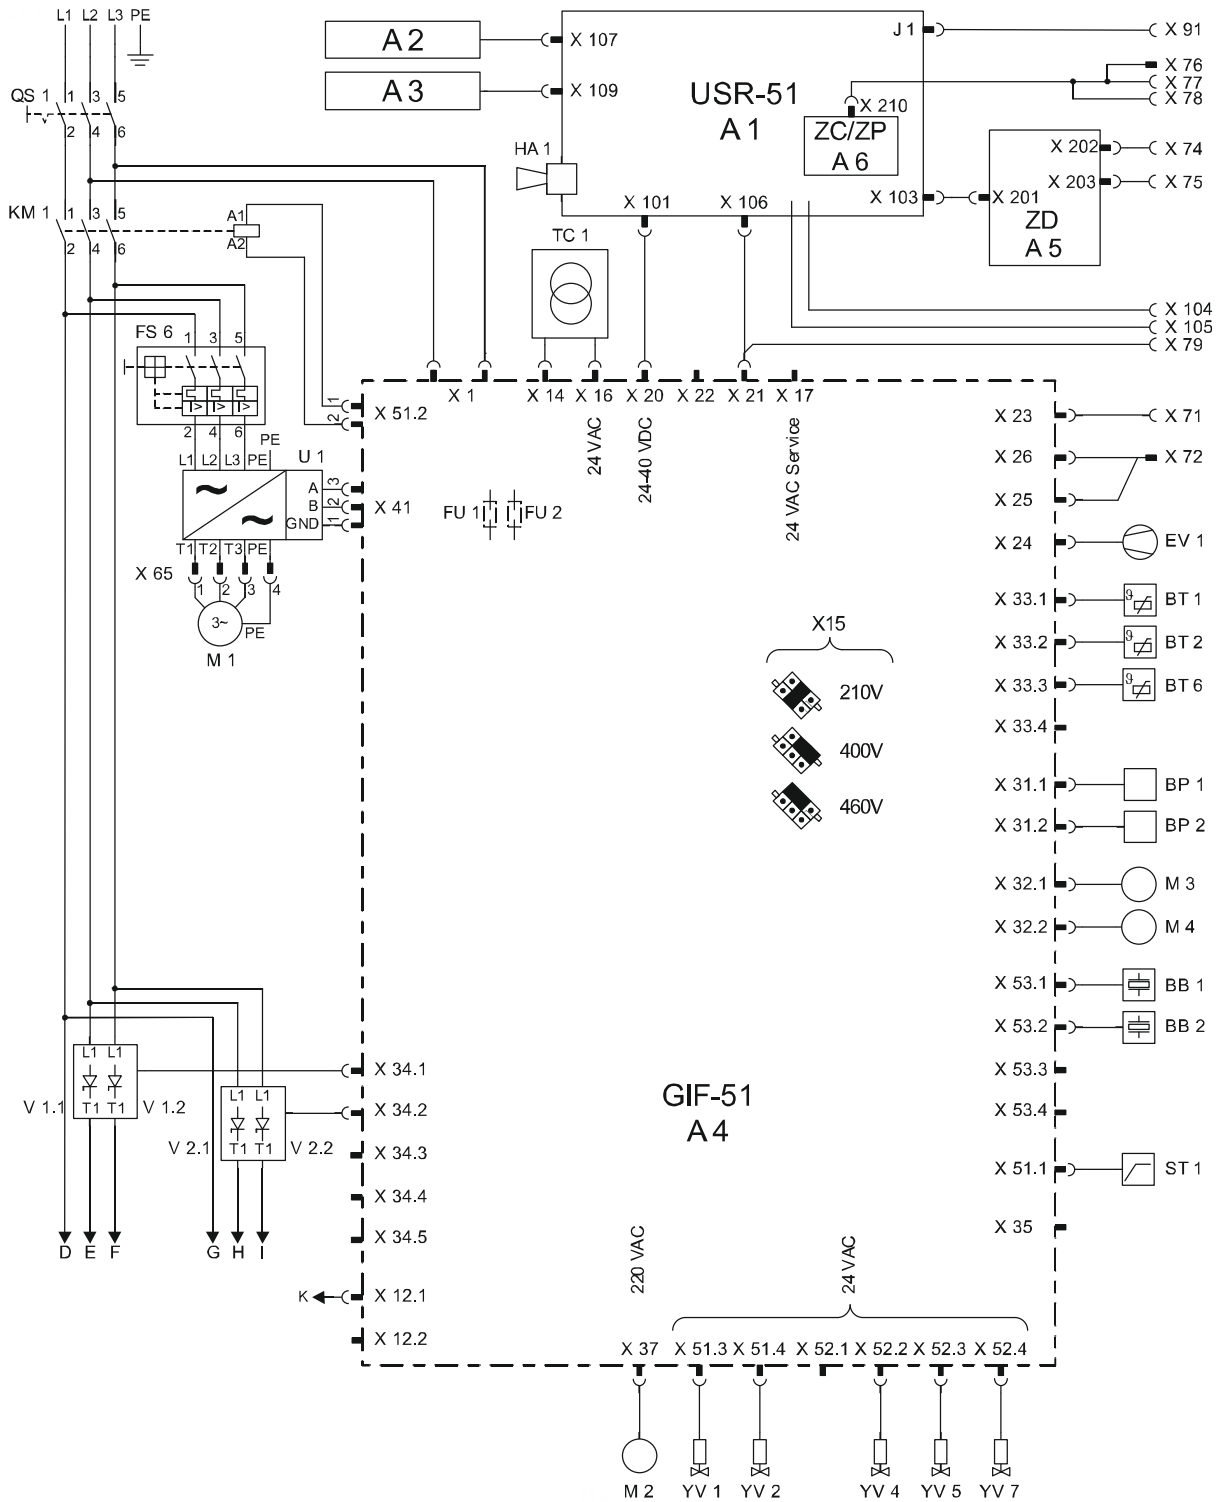 L1 L2 L3 PE
A 2
X 107
J 1
X 91
A 3
X 109
USR-51
A 1
X 76
X 77
X 78
X 210
ZC/ZP
A 6
QS 1
1 3 5
2 4 6
HA 1
X 202
X 74
X 203
X 75
X 101
X 106
X 103
X 201
ZD
A 5
KM 1
1 3 5
2 4 6
A1
A2
TC 1
X 104
X 105
X 79
FS 6
1 3 5
I> I> I>
2 4 6
PE
X 1
X 14
X 16
X 20
X 22
X 21
X 17
24 VAC
24-40 VDC
24 VAC Service
1
2
X 51.2
X 23
X 71
X 26
X 72
X 25
L1 L2 L3 PE
U 1
A 3
B 2
GND 1
X 41
FU 1
FU 2
T1 T2 T3 PE
X 65
1 2 3 4
3~
PE
M 1
X 24
EV 1
X 33.1
ϑ
BT 1
X 33.2
ϑ
BT 2
X 33.3
ϑ
BT 6
X 33.4
X15
210V
400V
460V
X 31.1
BP 1
X 31.2
BP 2
X 32.1
M 3
X 32.2
M 4
X 53.1
BB 1
X 53.2
BB 2
X 53.3
X 53.4
X 51.1
ST 1
X 35
L1 L1
V 1.1
T1 T1
V 1.2
L1 L1
V 2.1
T1 T1
V 2.2
X 34.1
X 34.2
X 34.3
X 34.4
X 34.5
GIF-51
A 4
D E F G H I
K
X 12.1
X 12.2
220 VAC
24 VAC
X 37
X 51.3
X 51.4
X 52.1
X 52.2
X 52.3
X 52.4
M 2
YV 1
YV 2
YV 4
YV 5
YV 7